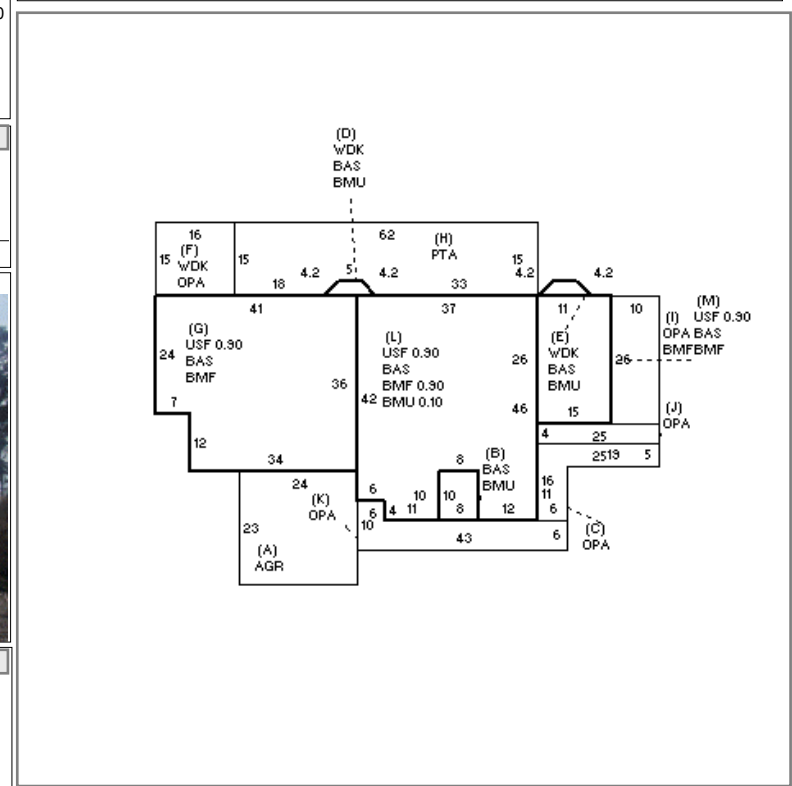 (D)
WDK
BAS
BMU
16
(F)
WDK
OPA
15
15
62
(H)
PTA
15
18
4.2
5
4.2
33
4.2
4.2
41
37
11
10
(G)
USF 0.90
BAS
BMF
24
36
7
12
34
(L)
USF 0.90
BAS
BMF 0.90
BMU 0.10
42
26
46
(E)
WDK
BAS
BMU
15
26
(I)
OPA
BMF
(M)
USF 0.90
BAS
BMF
(J)
OPA
4
25
25
19
5
8
(B)
BAS
BMU
10
10
8
12
6
6
4
11
16
11
6
24
(K)
OPA
10
23
(A)
AGR
43
6
(C)
OPA